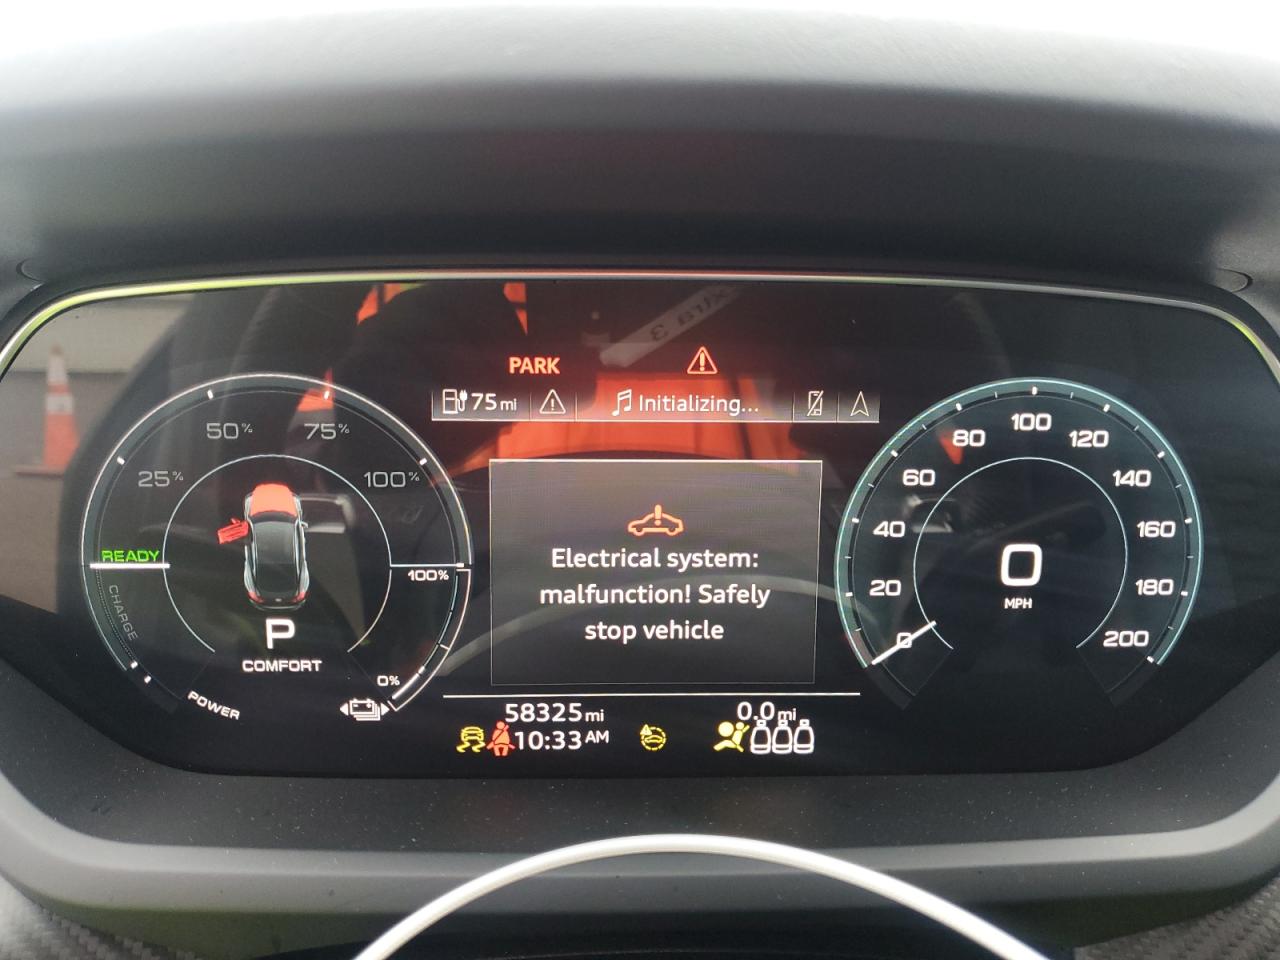 PARK
75 mi
Initializing...
50%
75%
25%
100%
READY
CHARGE
100%
P
COMFORT
0%
POWER
Electrical system:
malfunction! Safely
stop vehicle
58325 mi
0.0 mi
10:33 AM
100
80
120
60
140
40
160
20
180
0
200
0
MPH